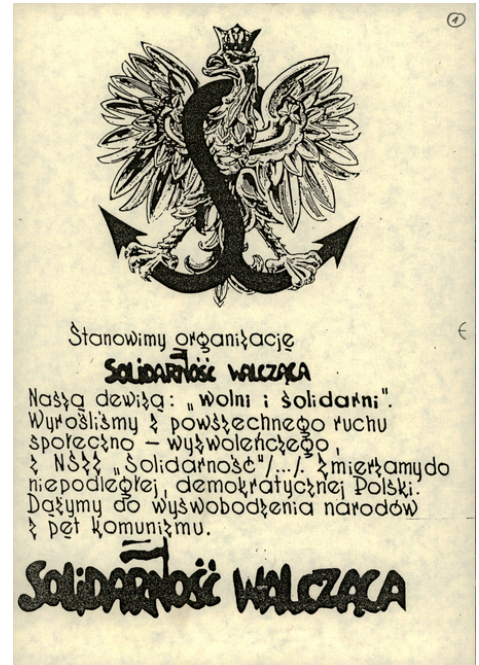 1
Stanowimy organizację
SOLIDARNOŚĆ WALCZĄCA
Naszą dewizą: „wolni i solidarni".
Wyrośliśmy z powszechnego ruchu
społeczno – wyzwoleńczego,
z NSZZ „Solidarność"/.../. Zmierzamy do
niepodległej, demokratycznej Polski.
Dążymy do wyswobodzenia narodów
z pęt komunizmu.
SOLIDARNOŚĆ WALCZĄCA